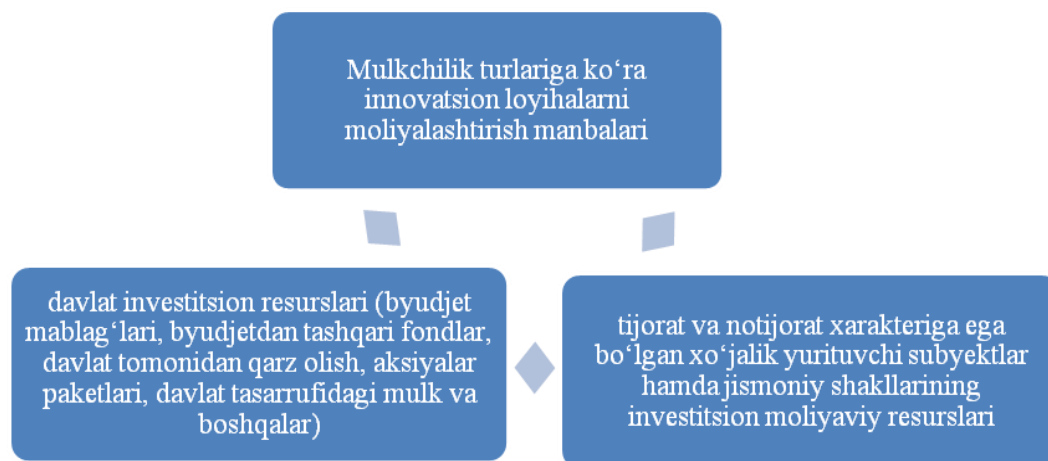 Mulkchilik turlariga ko‘ra
innovatsion loyihalarni
moliyalashtirish manbalari
davlat investitsion resurslari (byudjet
mablag‘lari, byudjetdan tashqari fondlar,
davlat tomonidan qarz olish, aksiyalar
paketlari, davlat tasarrufidagi mulk va
boshqalar)
tijorat va notijorat xarakteriga ega
bo‘lgan xo‘jalik yurituvchi subyektlar
hamda jismoniy shakllarining
investitsion moliyaviy resurslari